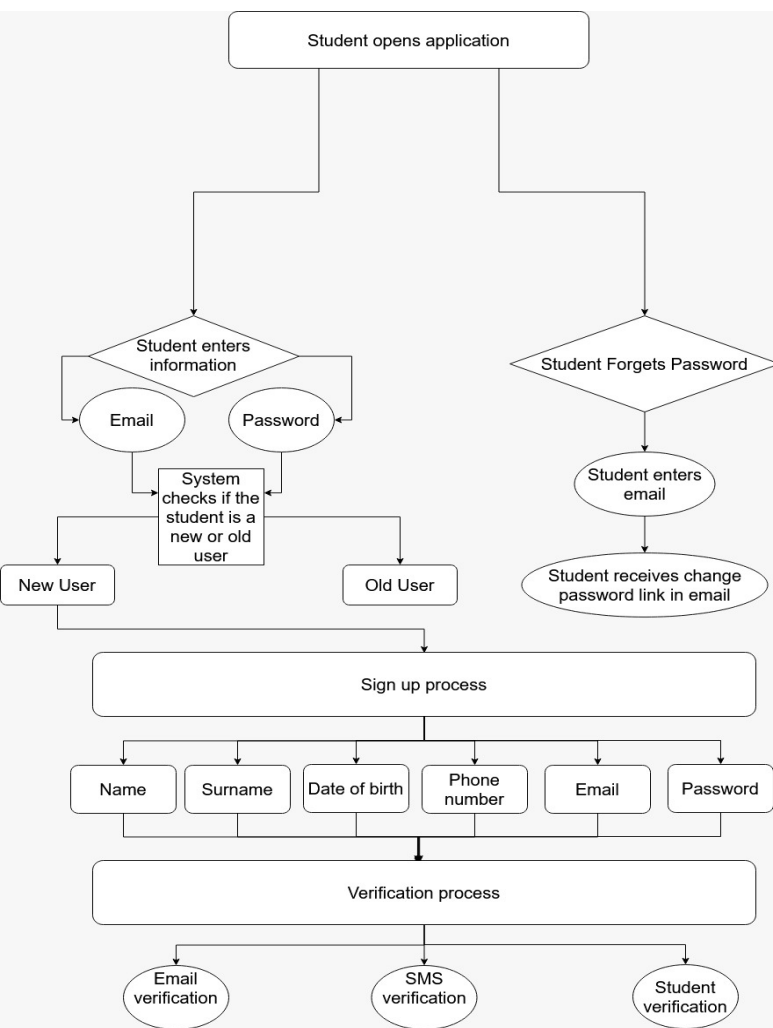 Student opens application
Student enters
information
Student Forgets Password
Email
Password
Student enters
email
System
checks if the
student is a
new or old
user
New User
Old User
Student receives change
password link in email
Sign up process
Name
Surname
Date of birth
Phone
number
Email
Password
Verification process
Email
verification
SMS
verification
Student
verification